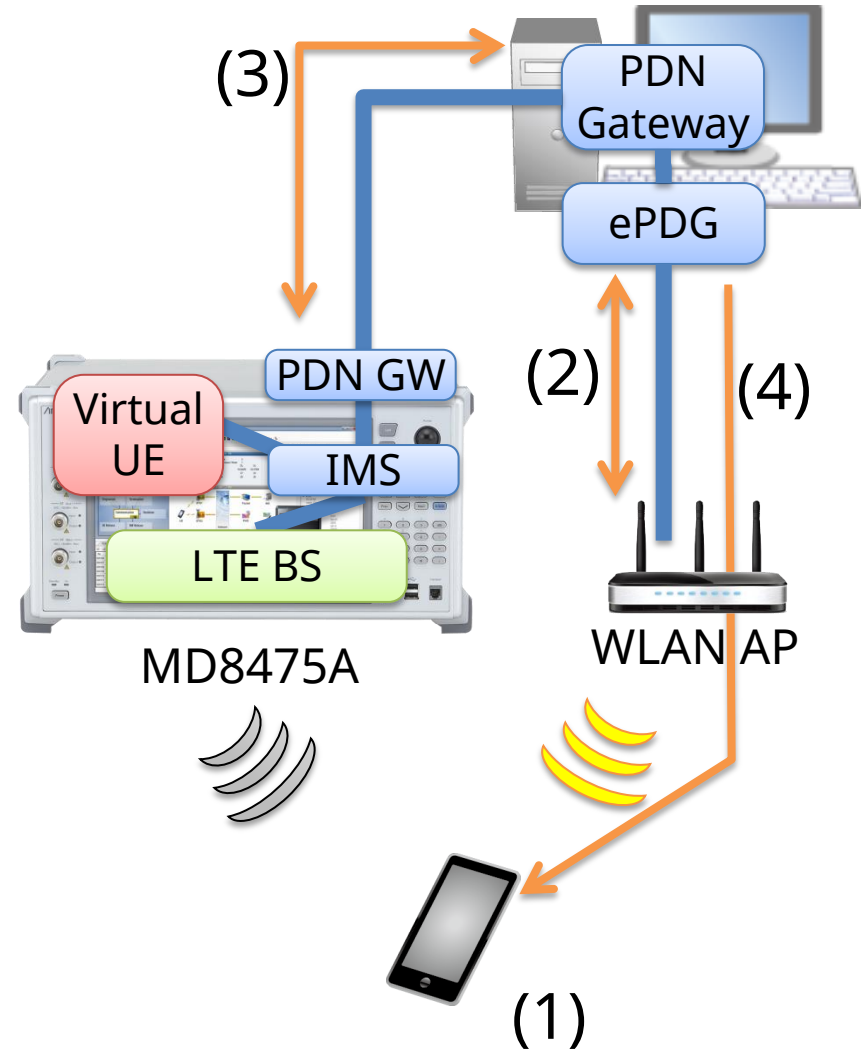 (3)
PDN
Gateway
ePDG
(2)
(4)
PDN GW
Virtual
UE
IMS
LTE BS
MD8475A
WLAN AP
(1)